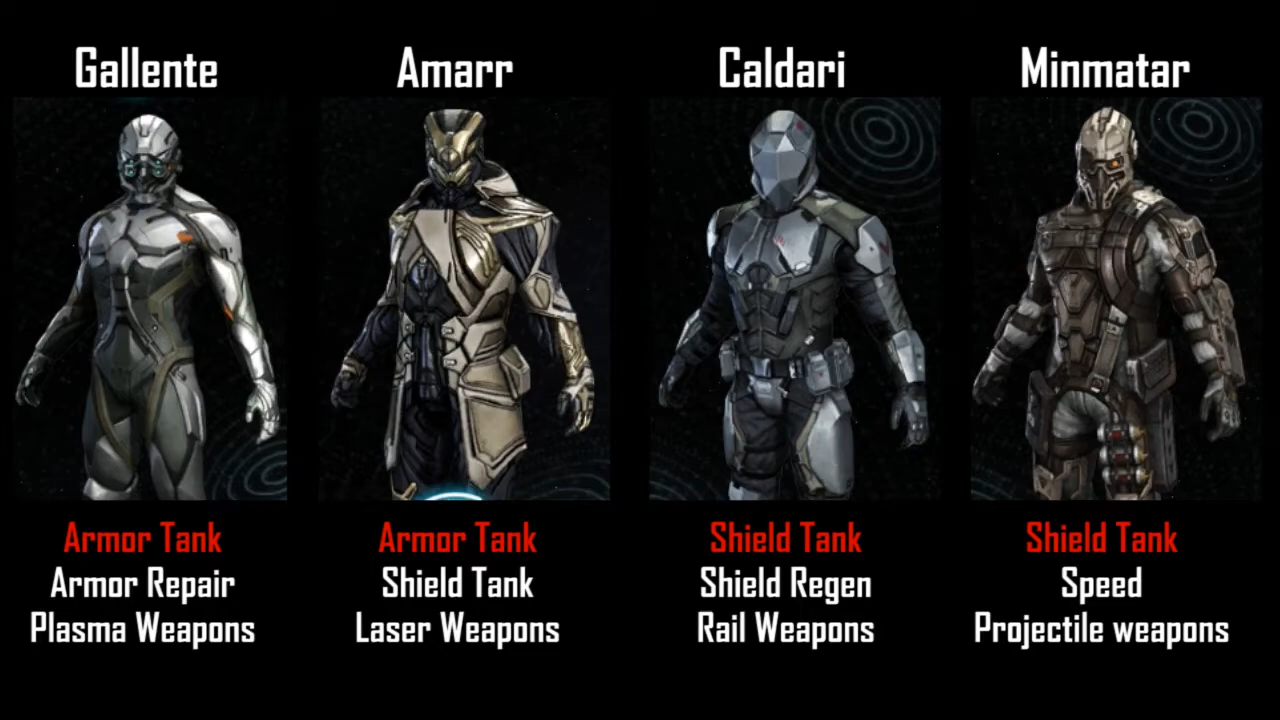 Gallente
Amarr
Caldari
Minmatar
Armor Tank
Armor Repair
Plasma Weapons
Armor Tank
Shield Tank
Laser Weapons
Shield Tank
Shield Regen
Rail Weapons
Shield Tank
Speed
Projectile weapons